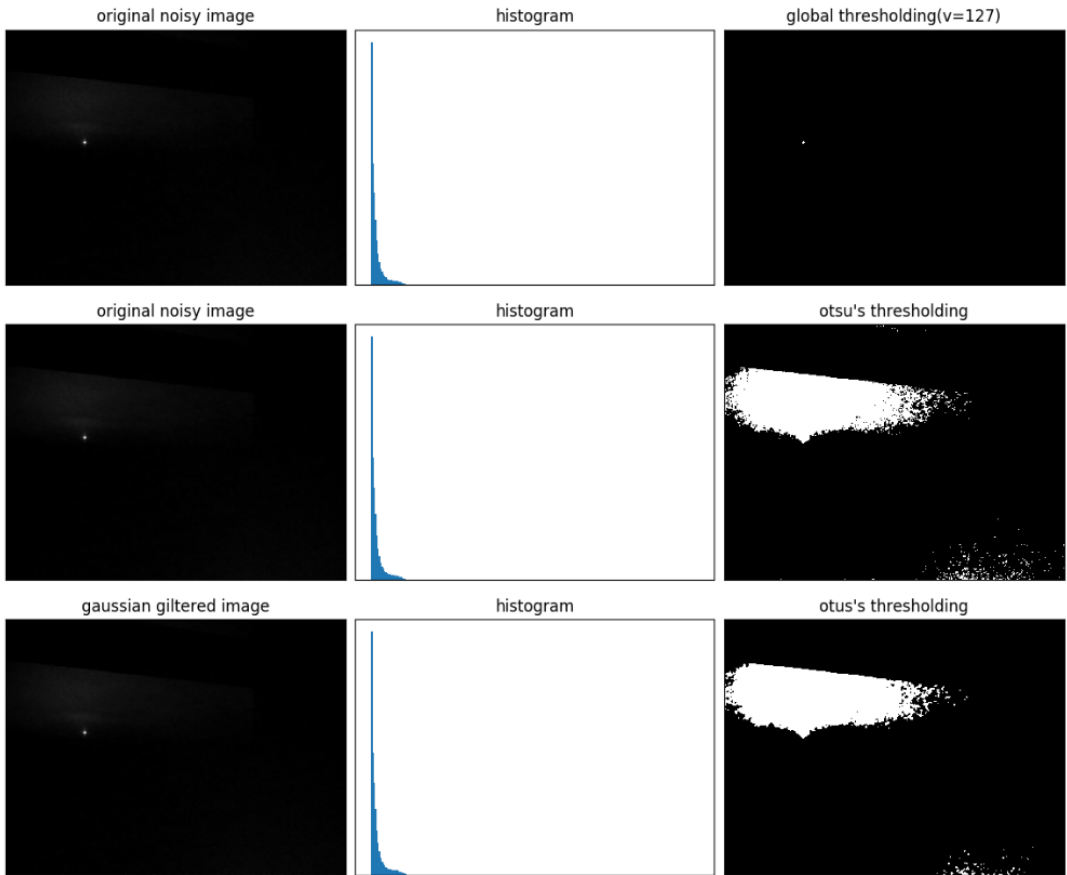 original noisy image
histogram
global thresholding(v=127)
original noisy image
histogram
otsu's thresholding
gaussian giltered image
histogram
otus's thresholding